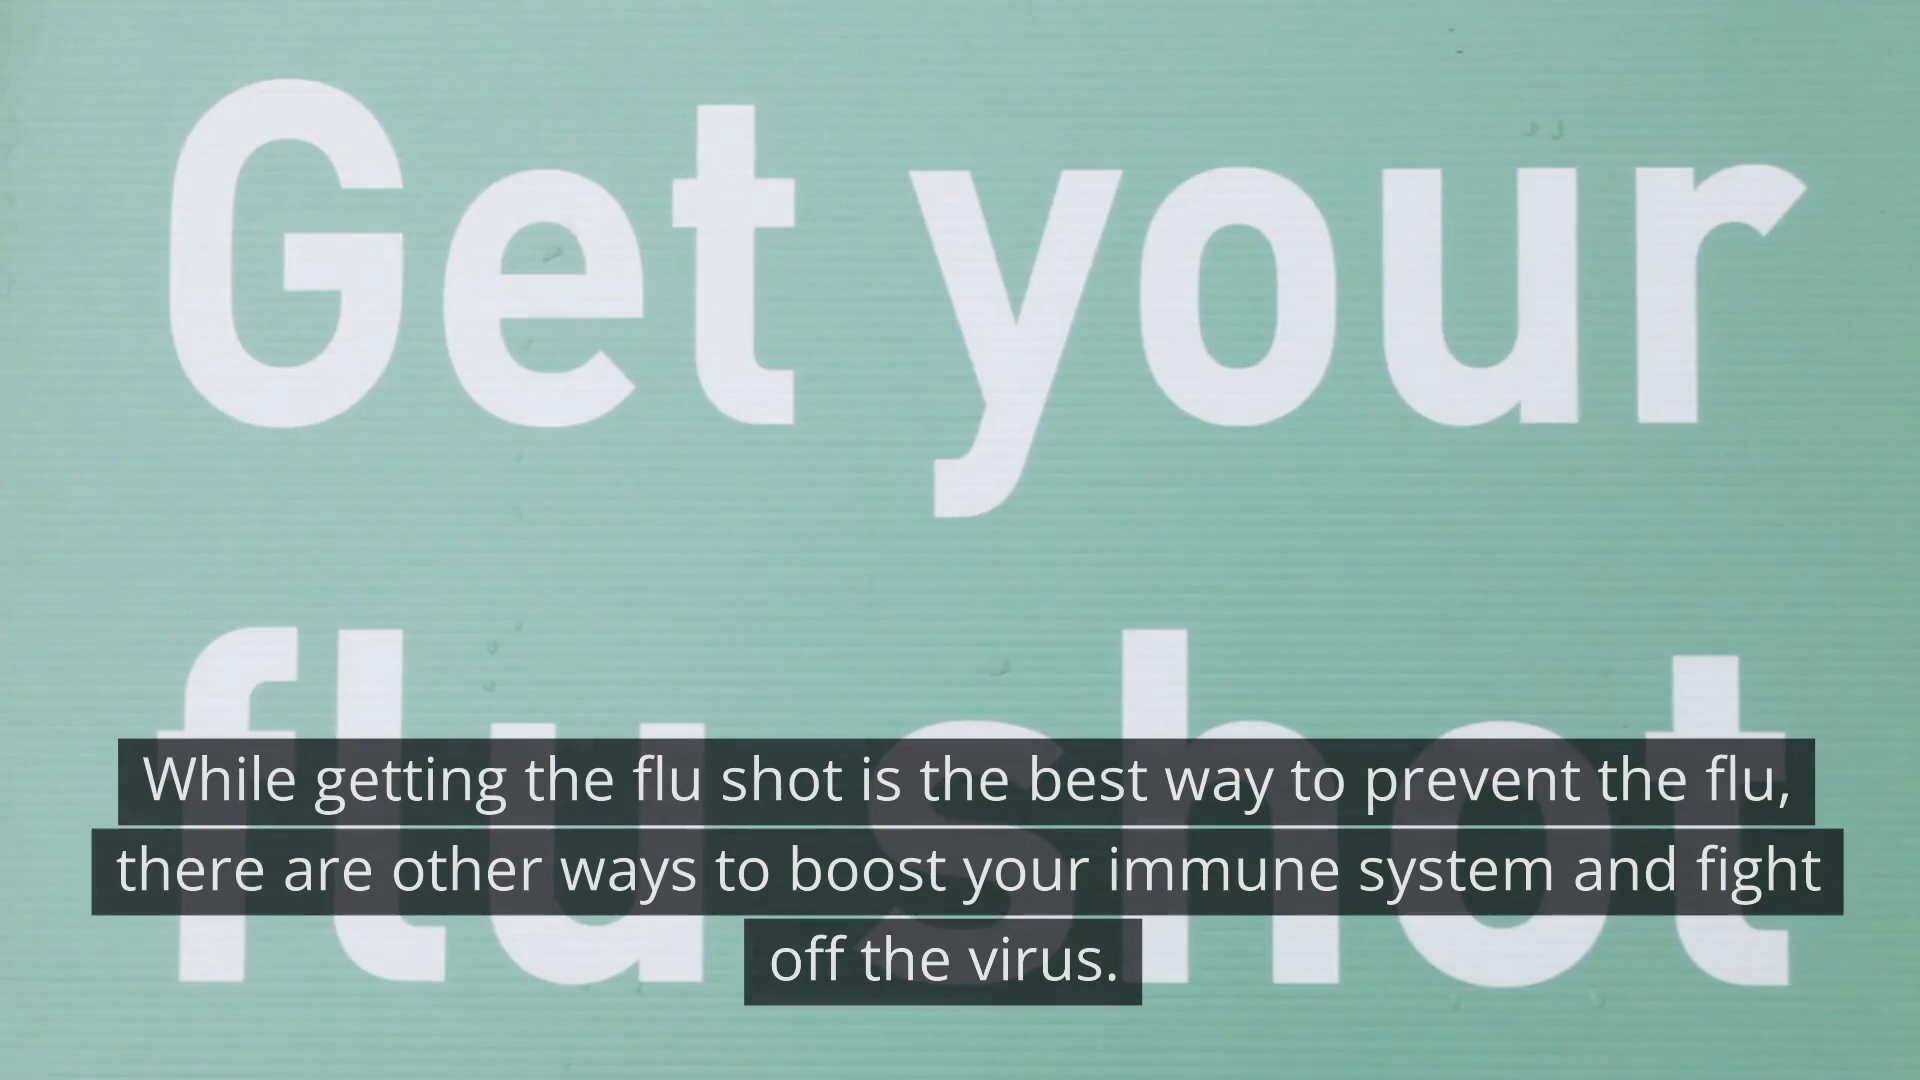 Get your
flu shot
While getting the flu shot is the best way to prevent the flu,
there are other ways to boost your immune system and fight
off the virus.